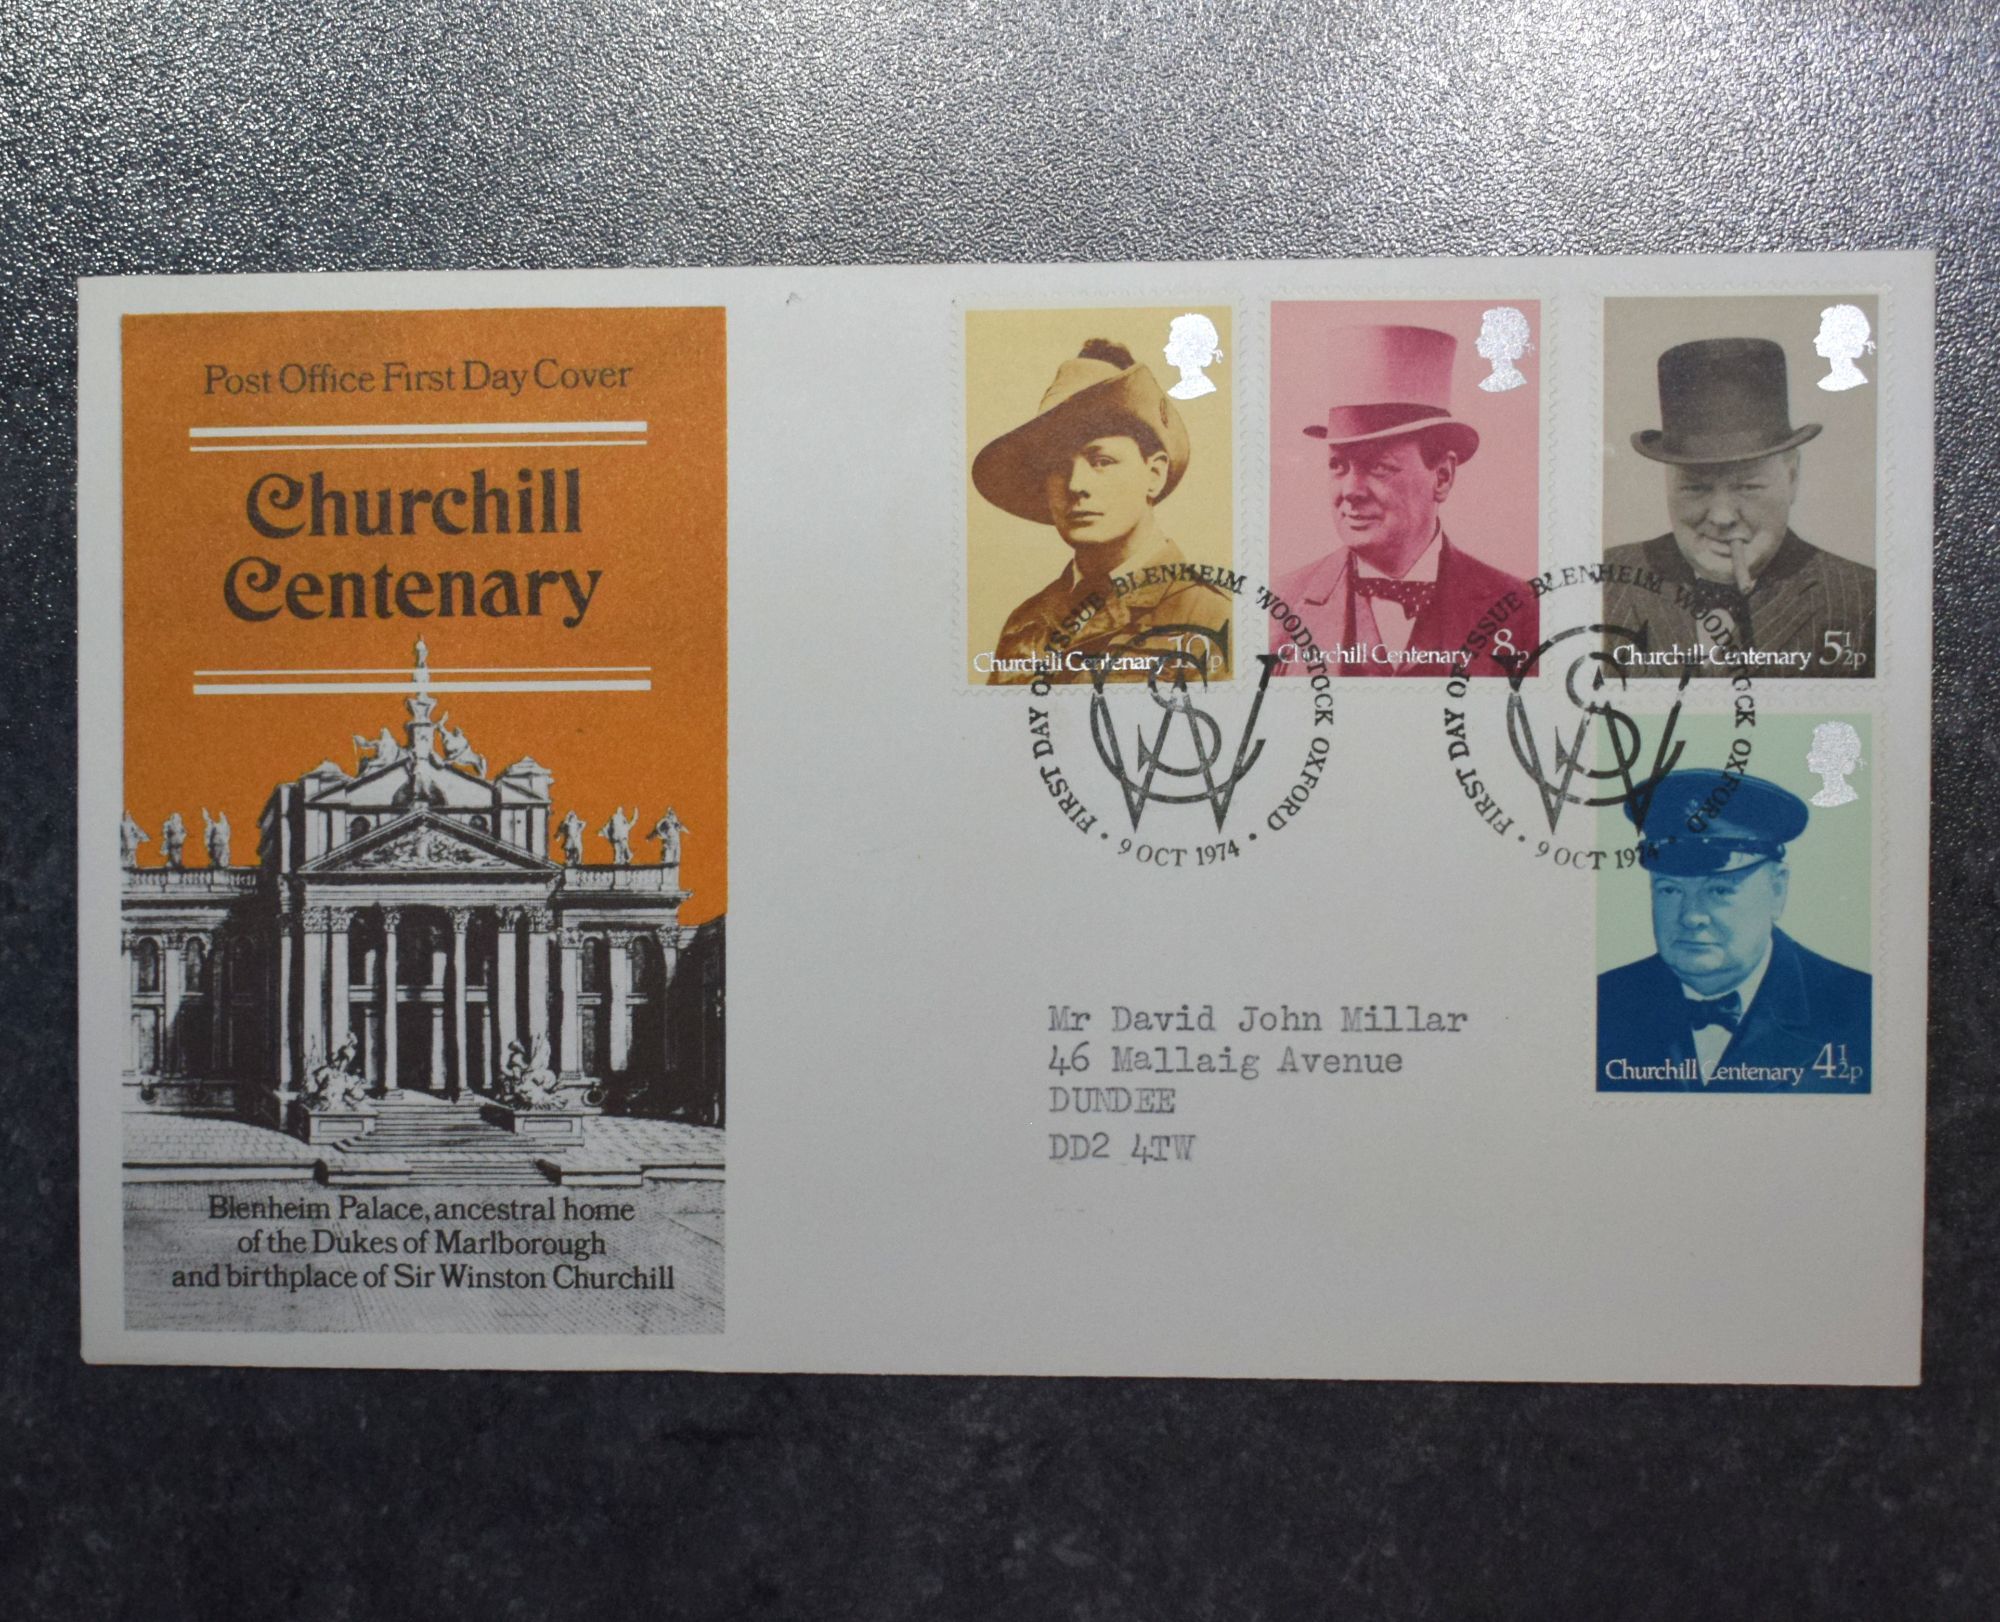 Post Office First Day Cover
Churchill
Centenary
Blenheim Palace, ancestral home
of the Dukes of Marlborough
and birthplace of Sir Winston Churchill
Churchill Centenary 10p
Churchill Centenary 8p
Churchill Centenary 5½p
Churchill Centenary 4½p
FIRST DAY OF ISSUE BLENHEIM WOODSTOCK OXFORD
9 OCT 1974
WSC
FIRST DAY OF ISSUE BLENHEIM WOODSTOCK OXFORD
9 OCT 1974
WSC
Mr David John Millar
46 Mallaig Avenue
DUNDEE
DD2 4TW